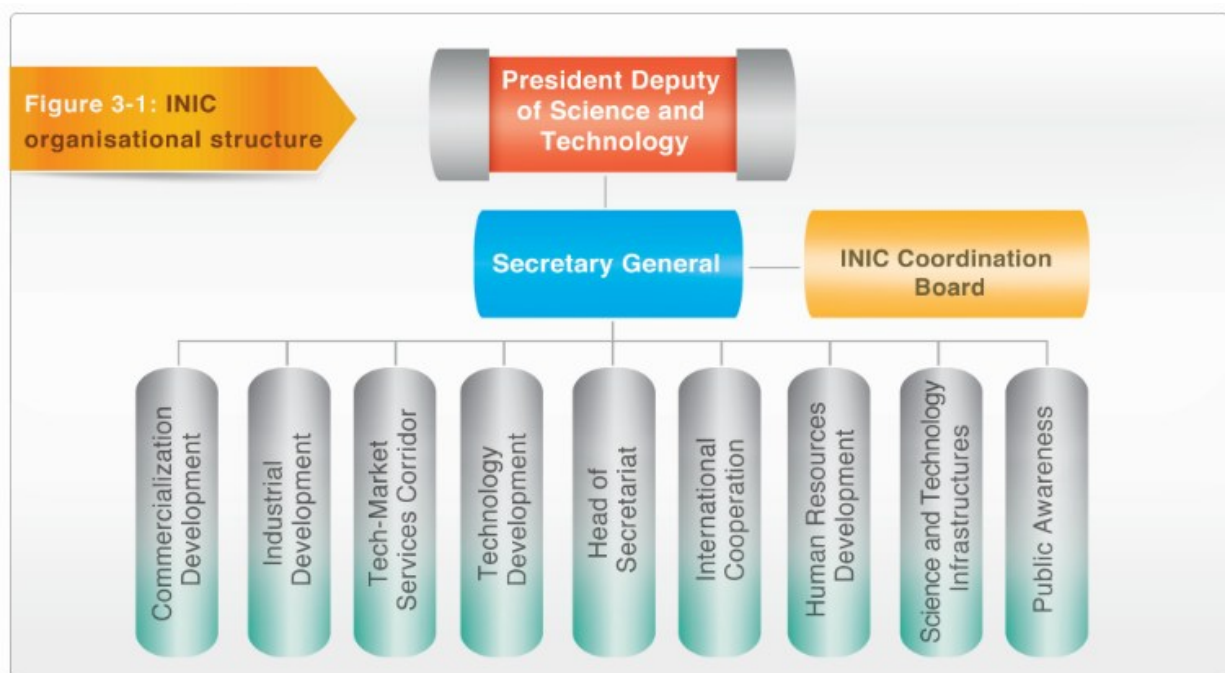 Figure 3-1: INIC
organisational structure
President Deputy
of Science and
Technology
Secretary General
INIC Coordination
Board
Commercialization
Development
Industrial
Development
Tech-Market
Services Corridor
Technology
Development
Head of
Secretariat
International
Cooperation
Human Resources
Development
Science and Technology
Infrastructures
Public Awareness